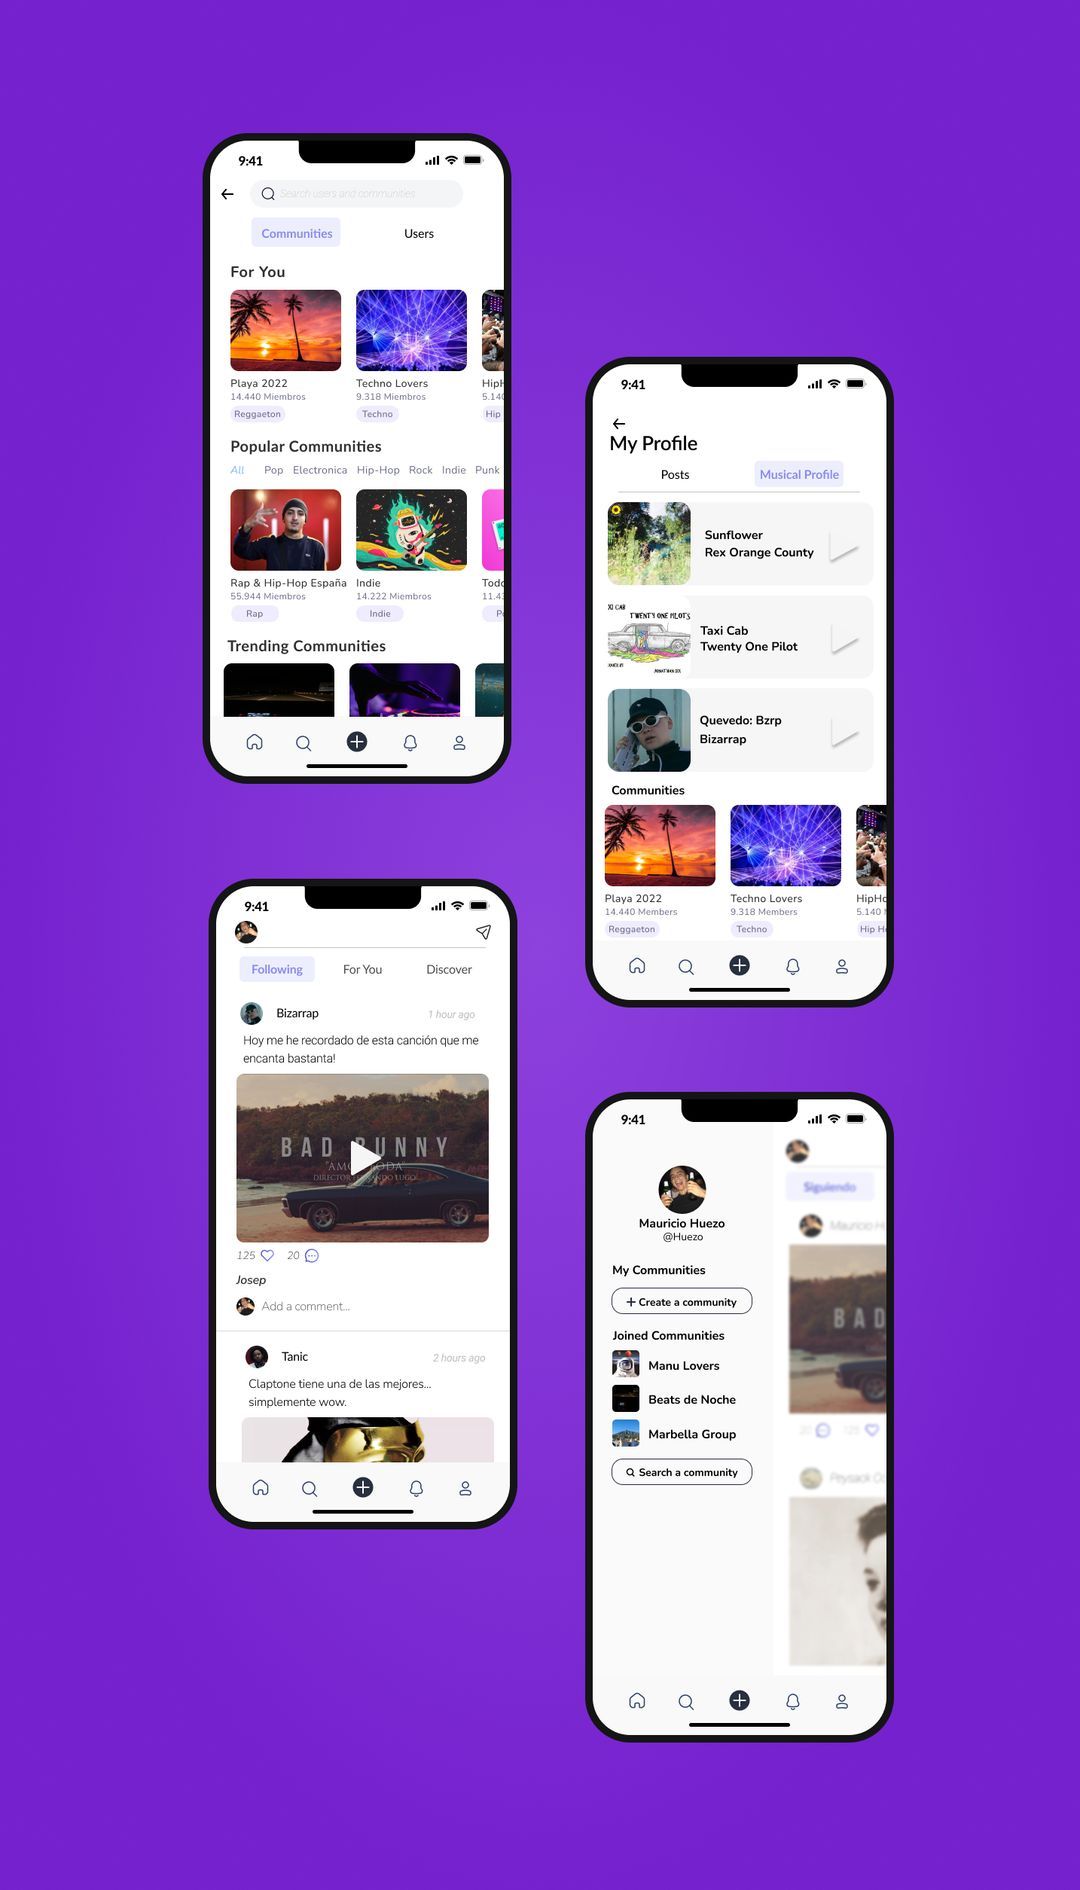 9:41
Search users and communities
Communities
Users
For You
Playa 2022
14.440 Miembros
Reggaeton
Techno Lovers
9.318 Miembros
Techno
HipH
5.140
Hip
Popular Communities
All Pop Electronica Hip-Hop Rock Indie Punk
Rap & Hip-Hop España
55.944 Miembros
Rap
Indie
14.222 Miembros
Indie
Todo
11.43
Trending Communities
9:41
My Profile
Posts
Musical Profile
Sunflower
Rex Orange County
XI CAB
TWENTY ONE PILOTS
Taxi Cab
Twenty One Pilot
Quevedo: Bzrp
Bizarrap
Communities
Playa 2022
14.440 Members
Reggaeton
Techno Lovers
9.318 Members
Techno
HipHo
5.140
Hip H
9:41
Following
For You
Discover
Bizarrap
1 hour ago
Hoy me he recordado de esta canción que me
encanta bastanta!
BAD BUNNY
125
20
Josep
Add a comment...
Tanic
2 hours ago
Claptone tiene una de las mejores...
simplemente wow.
9:41
Mauricio Huezo
@Huezo
My Communities
Create a community
Joined Communities
Manu Lovers
Beats de Noche
Marbella Group
Search a community
Siguiendo
Mauricio H
BAD
20
125